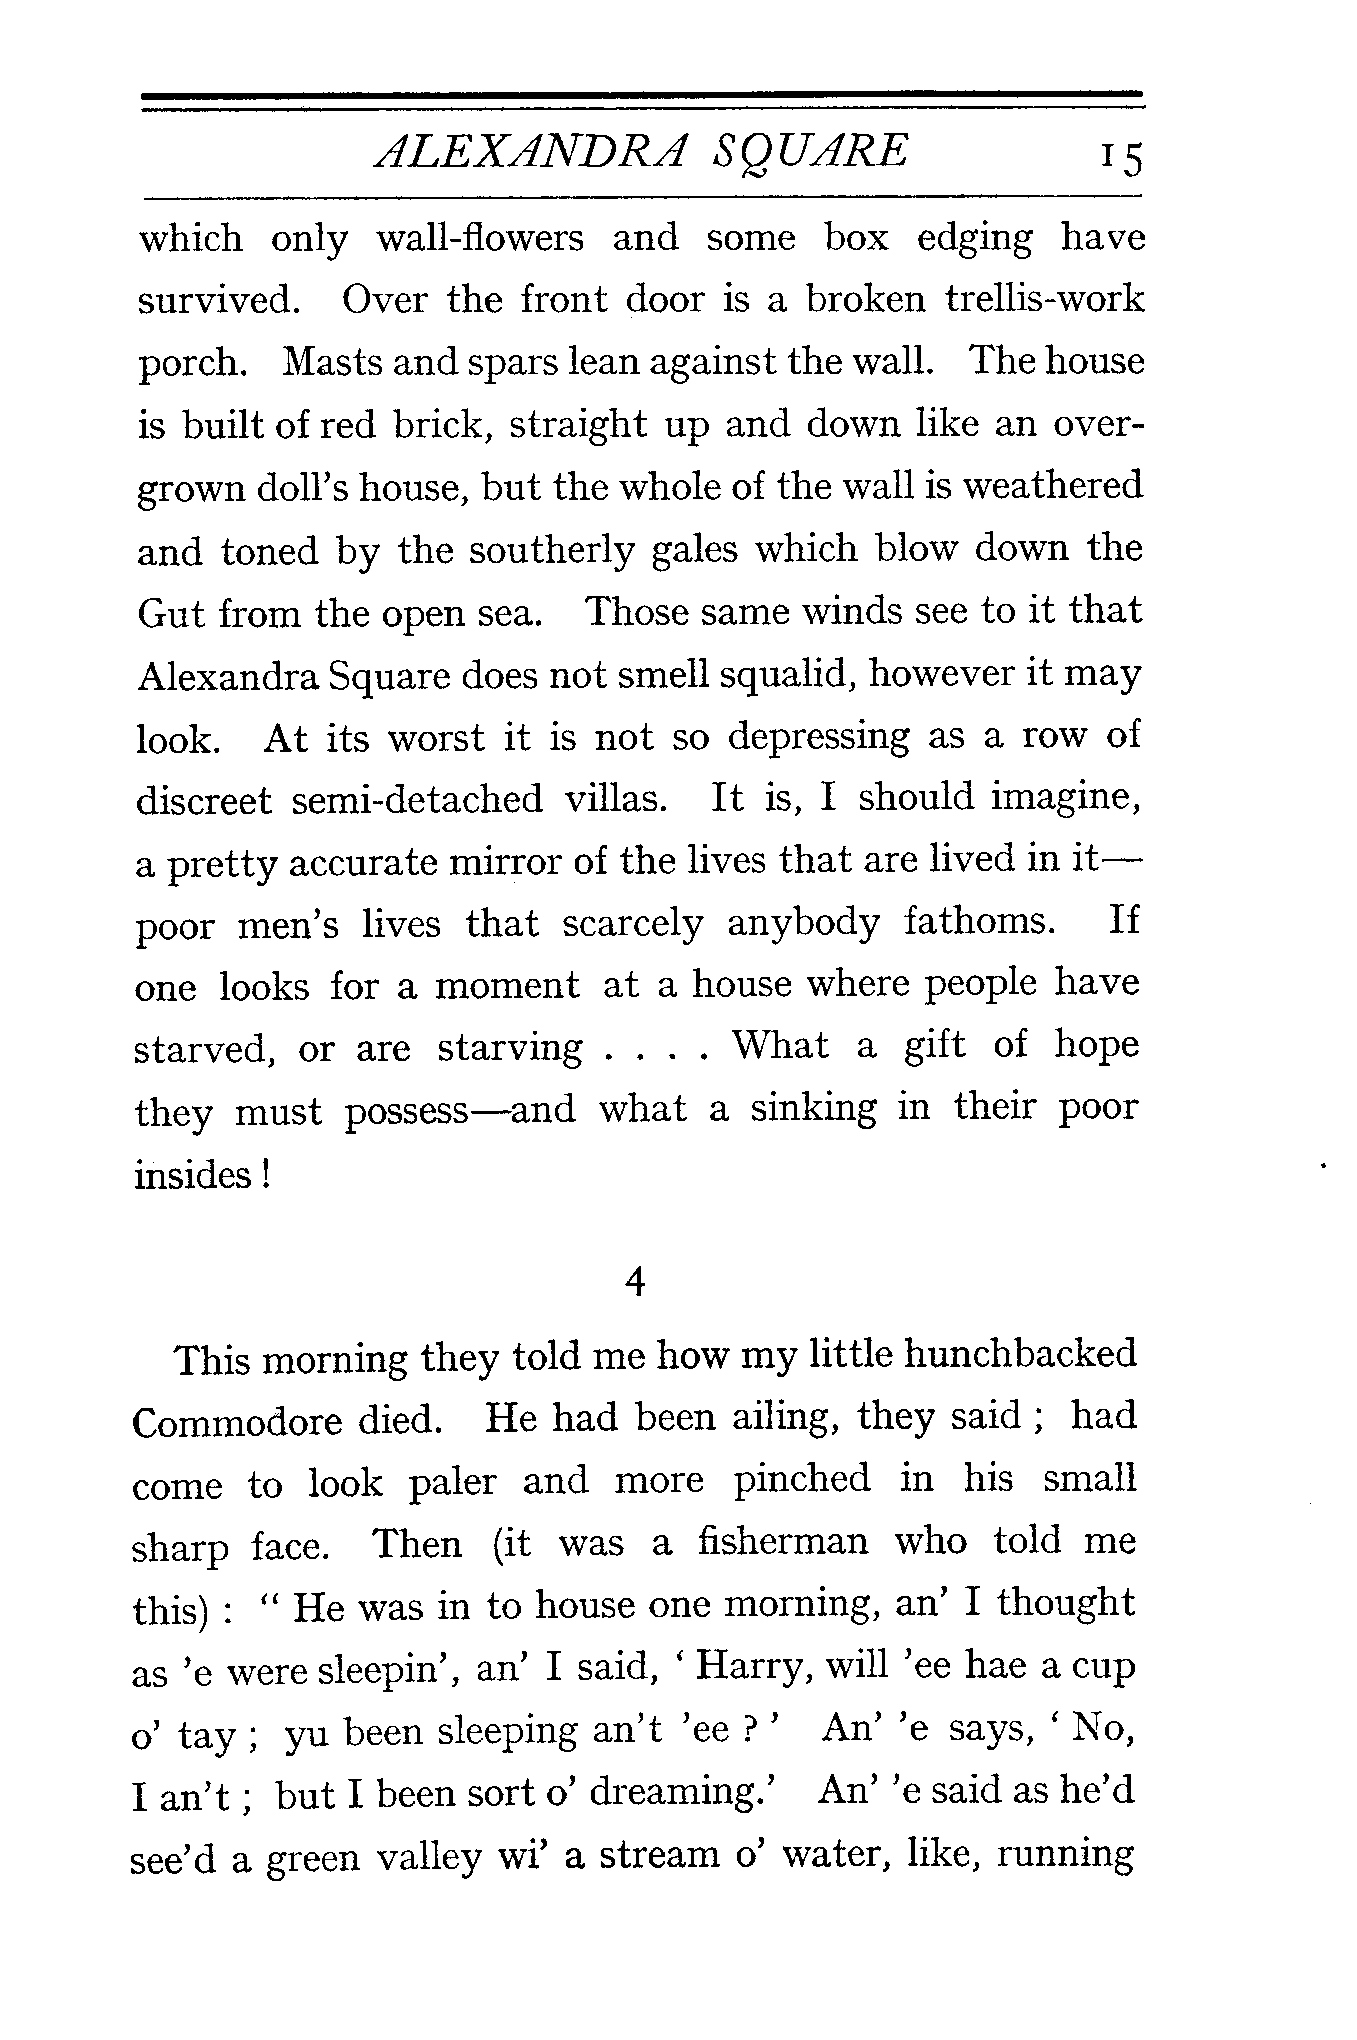 ALEXANDRA SQUARE 15
which only wall-flowers and some box edging have
survived. Over the front door is a broken trellis-work
porch. Masts and spars lean against the wall. The house
is built of red brick, straight up and down like an over-
grown doll's house, but the whole of the wall is weathered
and toned by the southerly gales which blow down the
Gut from the open sea. Those same winds see to it that
Alexandra Square does not smell squalid, however it may
look. At its worst it is not so depressing as a row of
discreet semi-detached villas. It is, I should imagine,
a pretty accurate mirror of the lives that are lived in it—
poor men's lives that scarcely anybody fathoms. If
one looks for a moment at a house where people have
starved, or are starving . . . . What a gift of hope
they must possess—and what a sinking in their poor
insides !
4
This morning they told me how my little hunchbacked
Commodore died. He had been ailing, they said ; had
come to look paler and more pinched in his small
sharp face. Then (it was a fisherman who told me
this) : “ He was in to house one morning, an’ I thought
as ’e were sleepin’, an’ I said, ‘ Harry, will ’ee hae a cup
o’ tay ; yu been sleeping an’t ’ee ? ’ An’ ’e says, ‘ No,
I an’t ; but I been sort o’ dreaming.’ An’ ’e said as he’d
see’d a green valley wi’ a stream o’ water, like, running